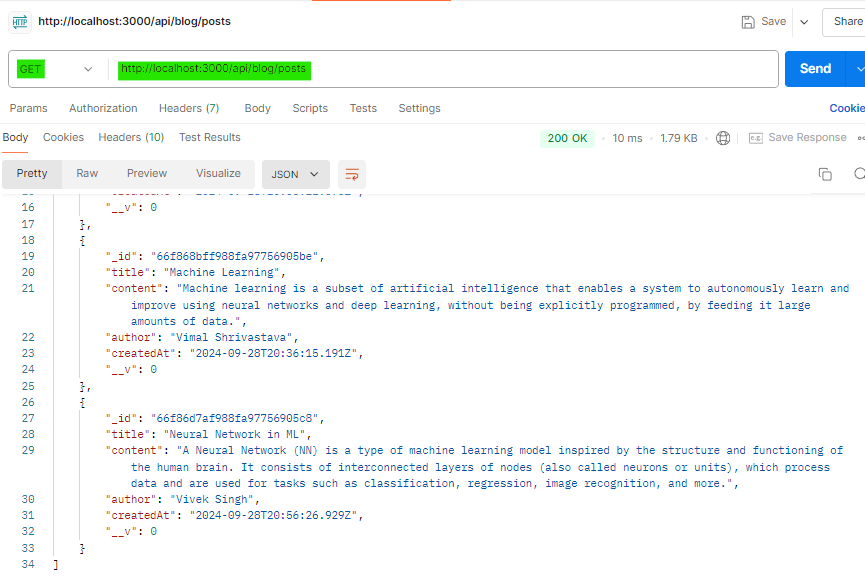 HTTP http://localhost:3000/api/blog/posts Save Share
GET http://localhost:3000/api/blog/posts Send
Params Authorization Headers (7) Body Scripts Tests Settings Cookie
Body Cookies Headers (10) Test Results 200 OK 10 ms 1.79 KB e.g. Save Response
Pretty Raw Preview Visualize JSON
16 "__v": 0
17 },
18 {
19 "_id": "66f868bff988fa97756905be",
20 "title": "Machine Learning",
21 "content": "Machine learning is a subset of artificial intelligence that enables a system to autonomously learn and
improve using neural networks and deep learning, without being explicitly programmed, by feeding it large
amounts of data.",
22 "author": "Vimal Shrivastava",
23 "createdAt": "2024-09-28T20:36:15.191Z",
24 "__v": 0
25 },
26 {
27 "_id": "66f86d7af988fa97756905c8",
28 "title": "Neural Network in ML",
29 "content": "A Neural Network (NN) is a type of machine learning model inspired by the structure and functioning of
the human brain. It consists of interconnected layers of nodes (also called neurons or units), which process
data and are used for tasks such as classification, regression, image recognition, and more.",
30 "author": "Vivek Singh",
31 "createdAt": "2024-09-28T20:56:26.929Z",
32 "__v": 0
33 }
34 ]